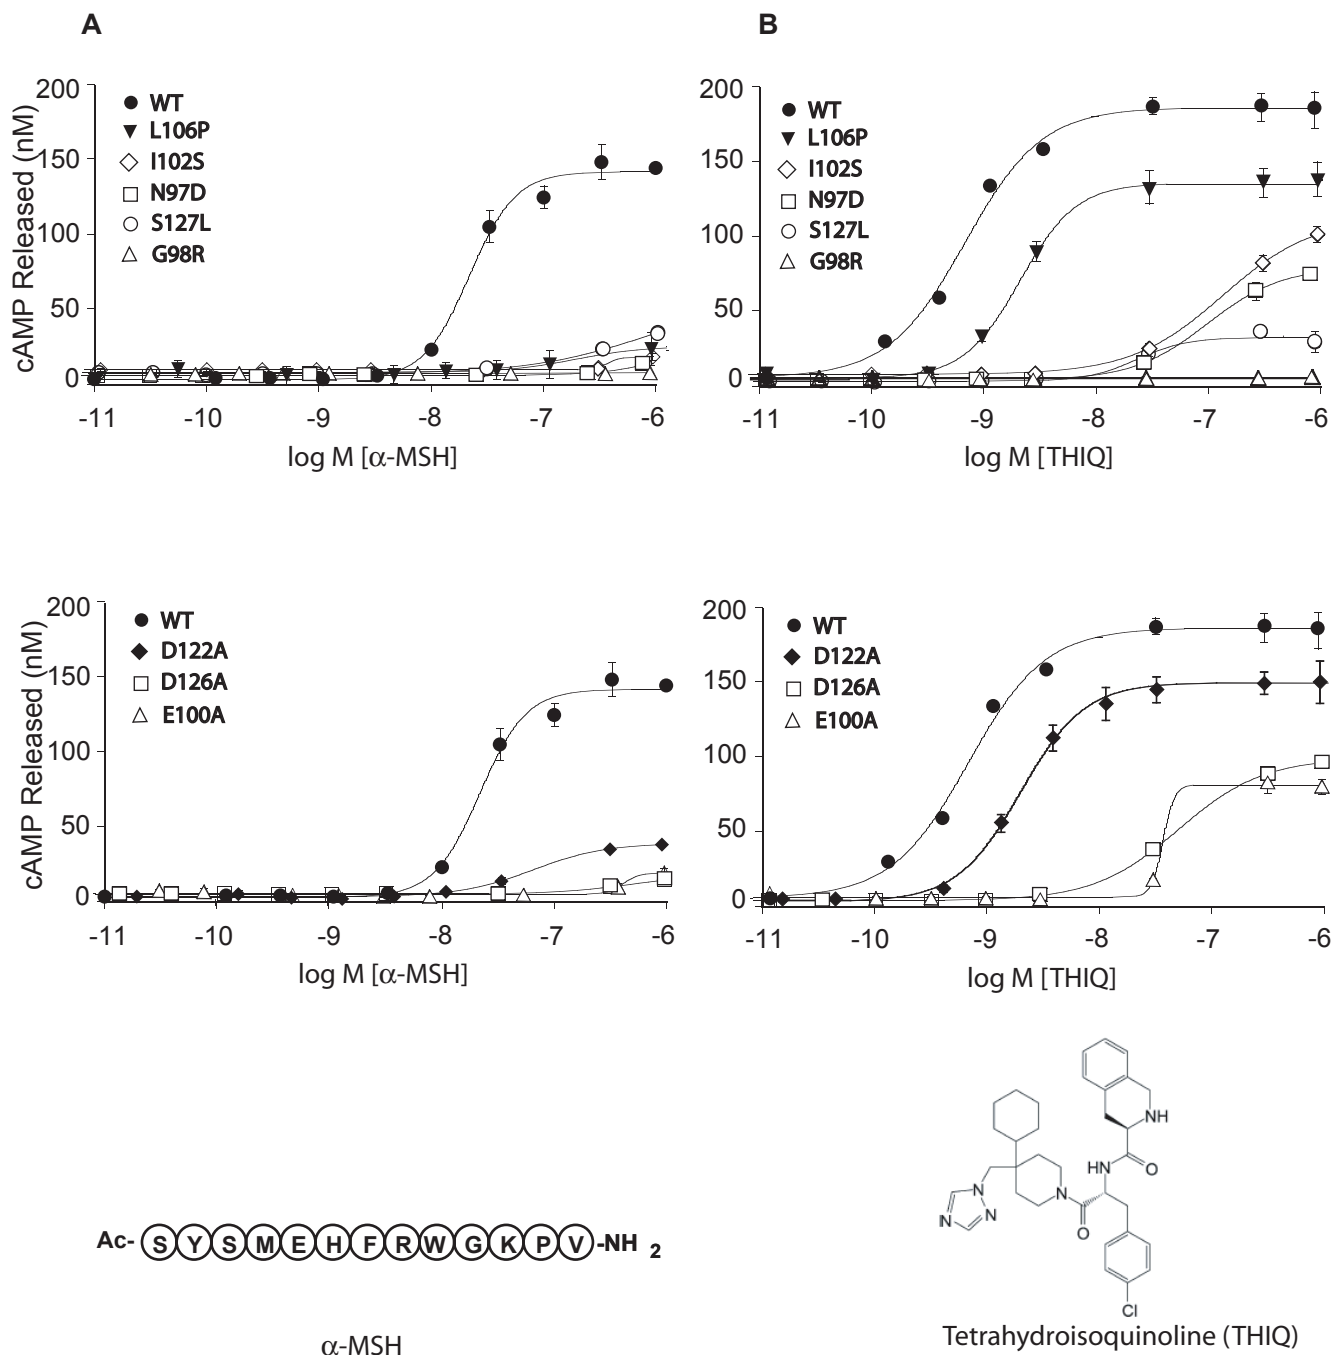 A
B
cAMP Released (nM)
200
150
100
50
0
WT
L106P
I102S
N97D
S127L
G98R
-11 -10 -9 -8 -7 -6
log M [α-MSH]
200
150
100
50
0
WT
L106P
I102S
N97D
S127L
G98R
-11 -10 -9 -8 -7 -6
log M [THIQ]
cAMP Released (nM)
200
150
100
50
0
WT
D122A
D126A
E100A
-11 -10 -9 -8 -7 -6
log M [α-MSH]
200
150
100
50
0
WT
D122A
D126A
E100A
-11 -10 -9 -8 -7 -6
log M [THIQ]
Ac- S Y S M E H F R W G K P V -NH 2
α-MSH
NH
HN
O
N
N
N
N
O
Cl
Tetrahydroisoquinoline (THIQ)